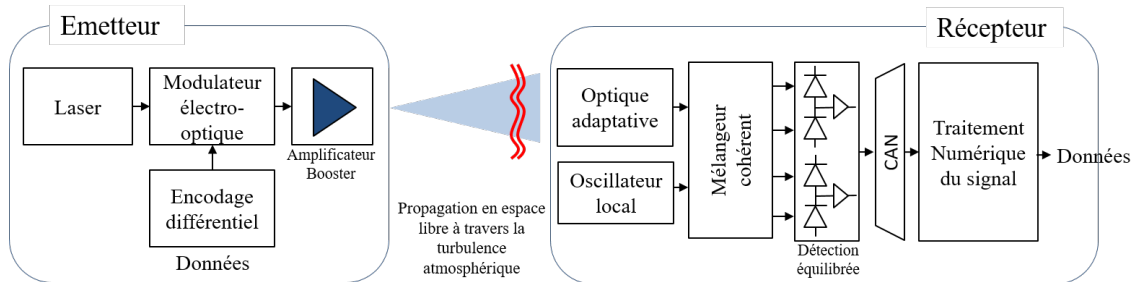 Emetteur
Récepteur
Laser
Modulateur
électro-
optique
Amplificateur
Booster
Encodage
différentiel
Données
Propagation en espace
libre à travers la
turbulence
atmosphérique
Optique
adaptative
Oscillateur
local
Mélangeur
cohérent
Détection
équilibrée
CAN
Traitement
Numérique
du signal
Données